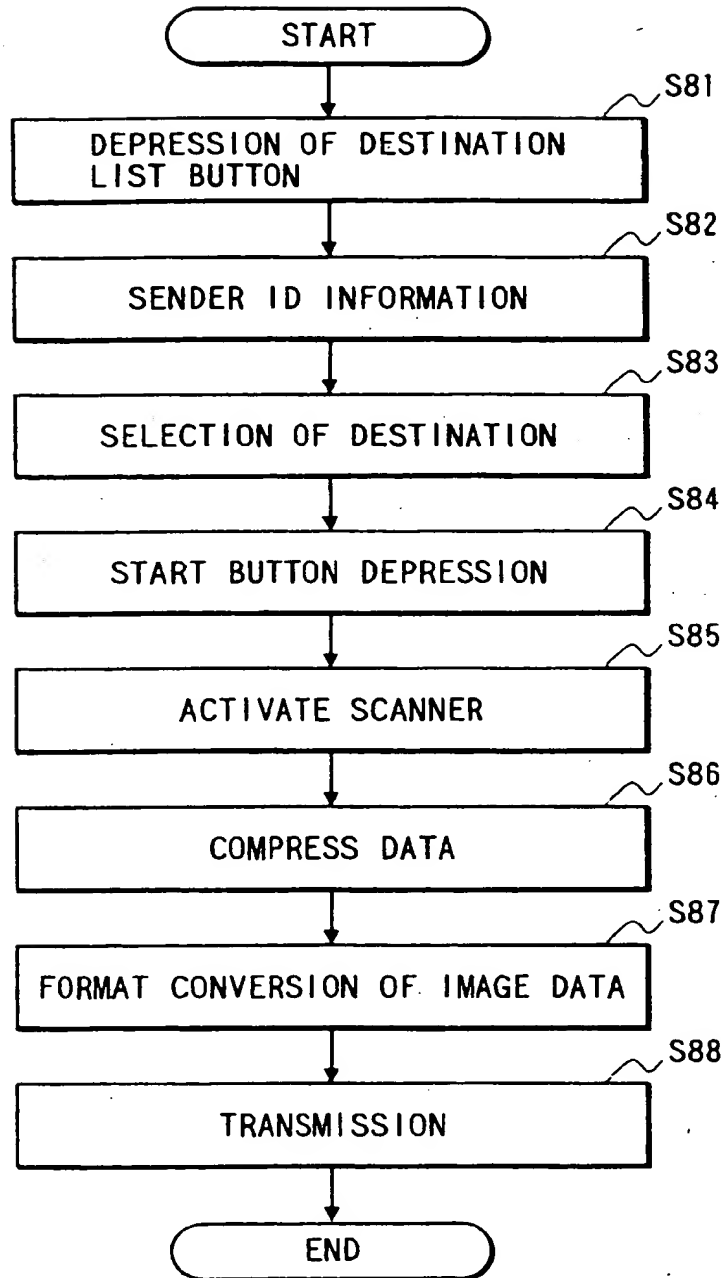 START
S81
DEPRESSION OF DESTINATION
LIST BUTTON
S82
SENDER ID INFORMATION
S83
SELECTION OF DESTINATION
S84
START BUTTON DEPRESSION
S85
ACTIVATE SCANNER
S86
COMPRESS DATA
S87
FORMAT CONVERSION OF IMAGE DATA
S88
TRANSMISSION
END